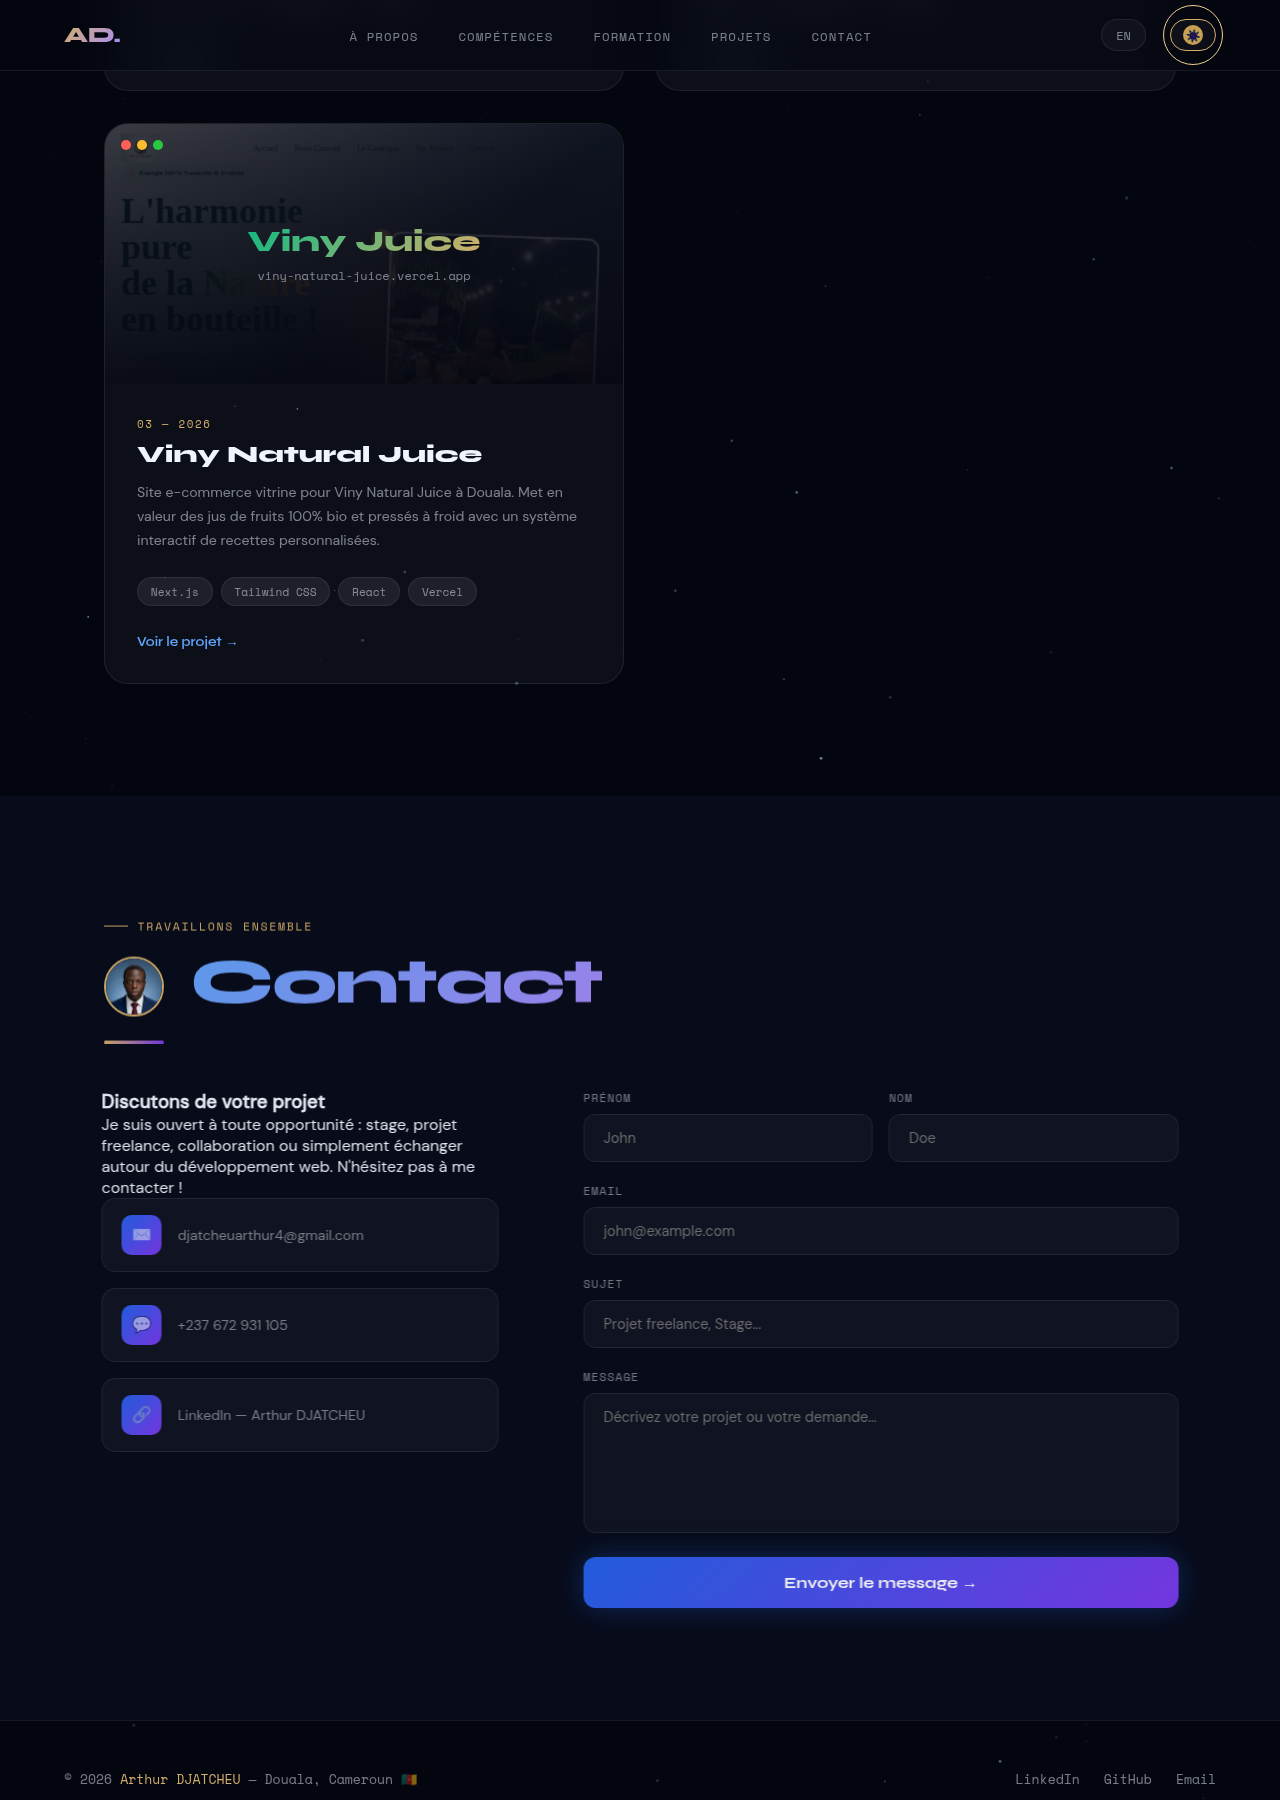 AD.
À PROPOS
COMPÉTENCES
FORMATION
PROJETS
CONTACT
EN
Accueil
Énergie 100% Naturelle & Vitalité
L'harmonie
pure
de la Nature
en bouteille !
Viny Juice
viny-natural-juice.vercel.app
03 — 2026
Viny Natural Juice
Site e-commerce vitrine pour Viny Natural Juice à Douala. Met en
valeur des jus de fruits 100% bio et pressés à froid avec un système
interactif de recettes personnalisées.
Next.js
Tailwind CSS
React
Vercel
Voir le projet →
TRAVAILLONS ENSEMBLE
Contact
Discutons de votre projet
Je suis ouvert à toute opportunité : stage, projet
freelance, collaboration ou simplement échanger
autour du développement web. N'hésitez pas à me
contacter !
djatcheuarthur4@gmail.com
+237 672 931 105
LinkedIn — Arthur DJATCHEU
PRÉNOM
NOM
John
Doe
EMAIL
john@example.com
SUJET
Projet freelance, Stage...
MESSAGE
Décrivez votre projet ou votre demande...
Envoyer le message →
© 2026 Arthur DJATCHEU — Douala, Cameroun 🇨🇲
LinkedIn
GitHub
Email